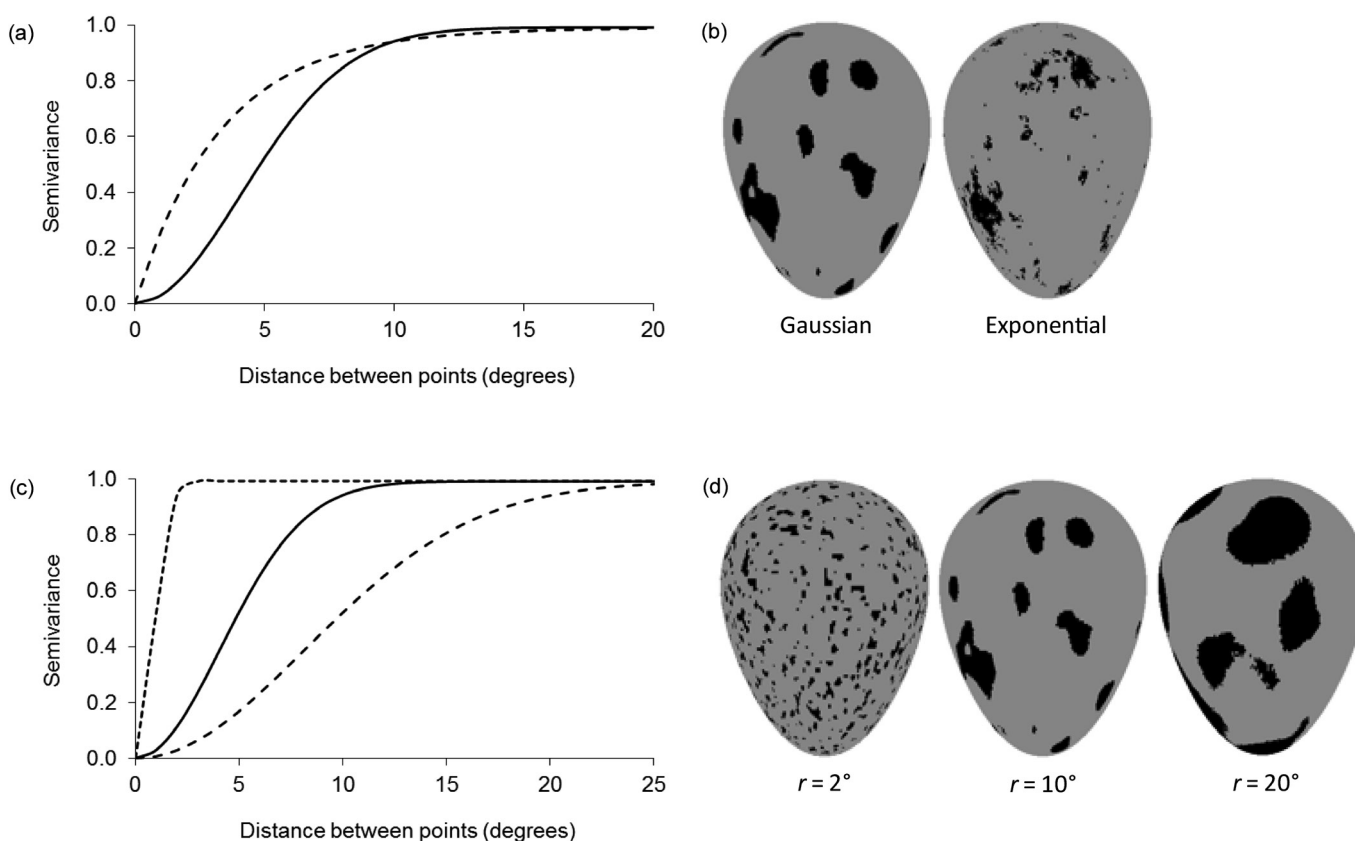 (a)
Semivariance
1.0
0.8
0.6
0.4
0.2
0.0
0 5 10 15 20
Distance between points (degrees)
(b)
Gaussian Exponential
(c)
Semivariance
1.0
0.8
0.6
0.4
0.2
0.0
0 5 10 15 20 25
Distance between points (degrees)
(d)
r = 2° r = 10° r = 20°